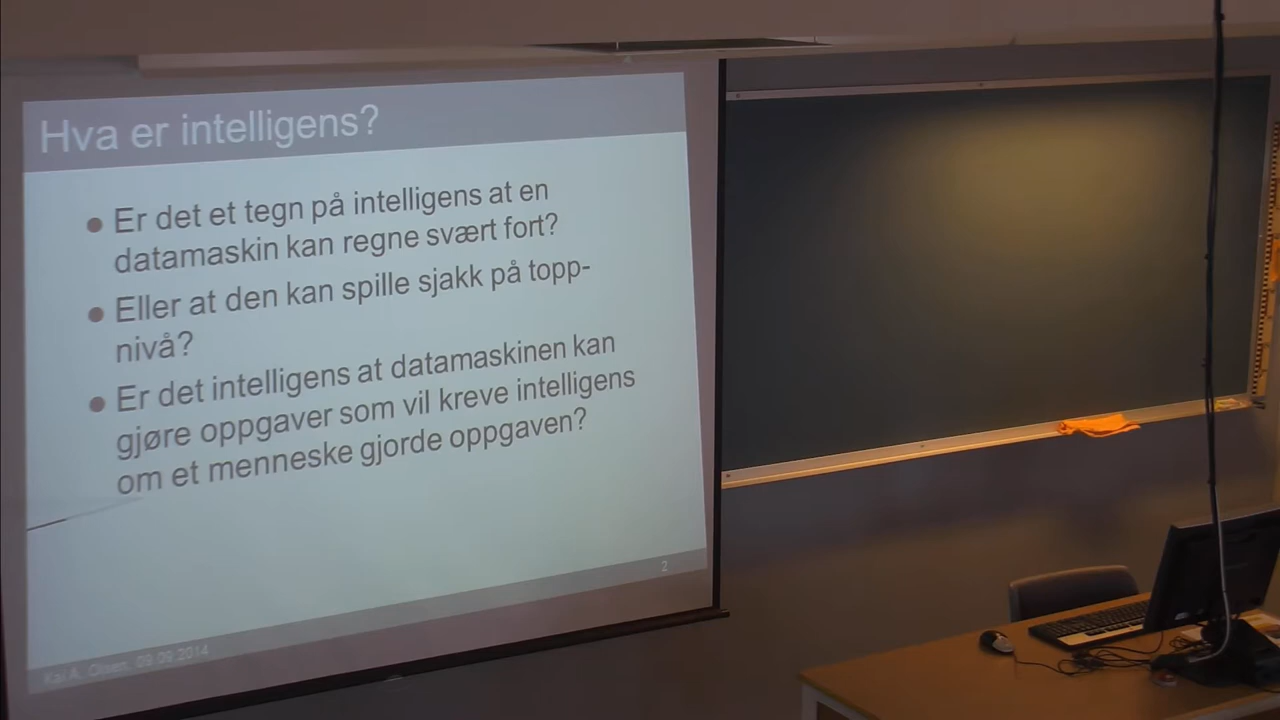 Hva er intelligens?
● Er det et tegn på intelligens at en
datamaskin kan regne svært fort?
● Eller at den kan spille sjakk på topp-
nivå?
● Er det intelligens at datamaskinen kan
gjøre oppgaver som vil kreve intelligens
om et menneske gjorde oppgaven?
2
Kai A. Olsen, 09.09.2014